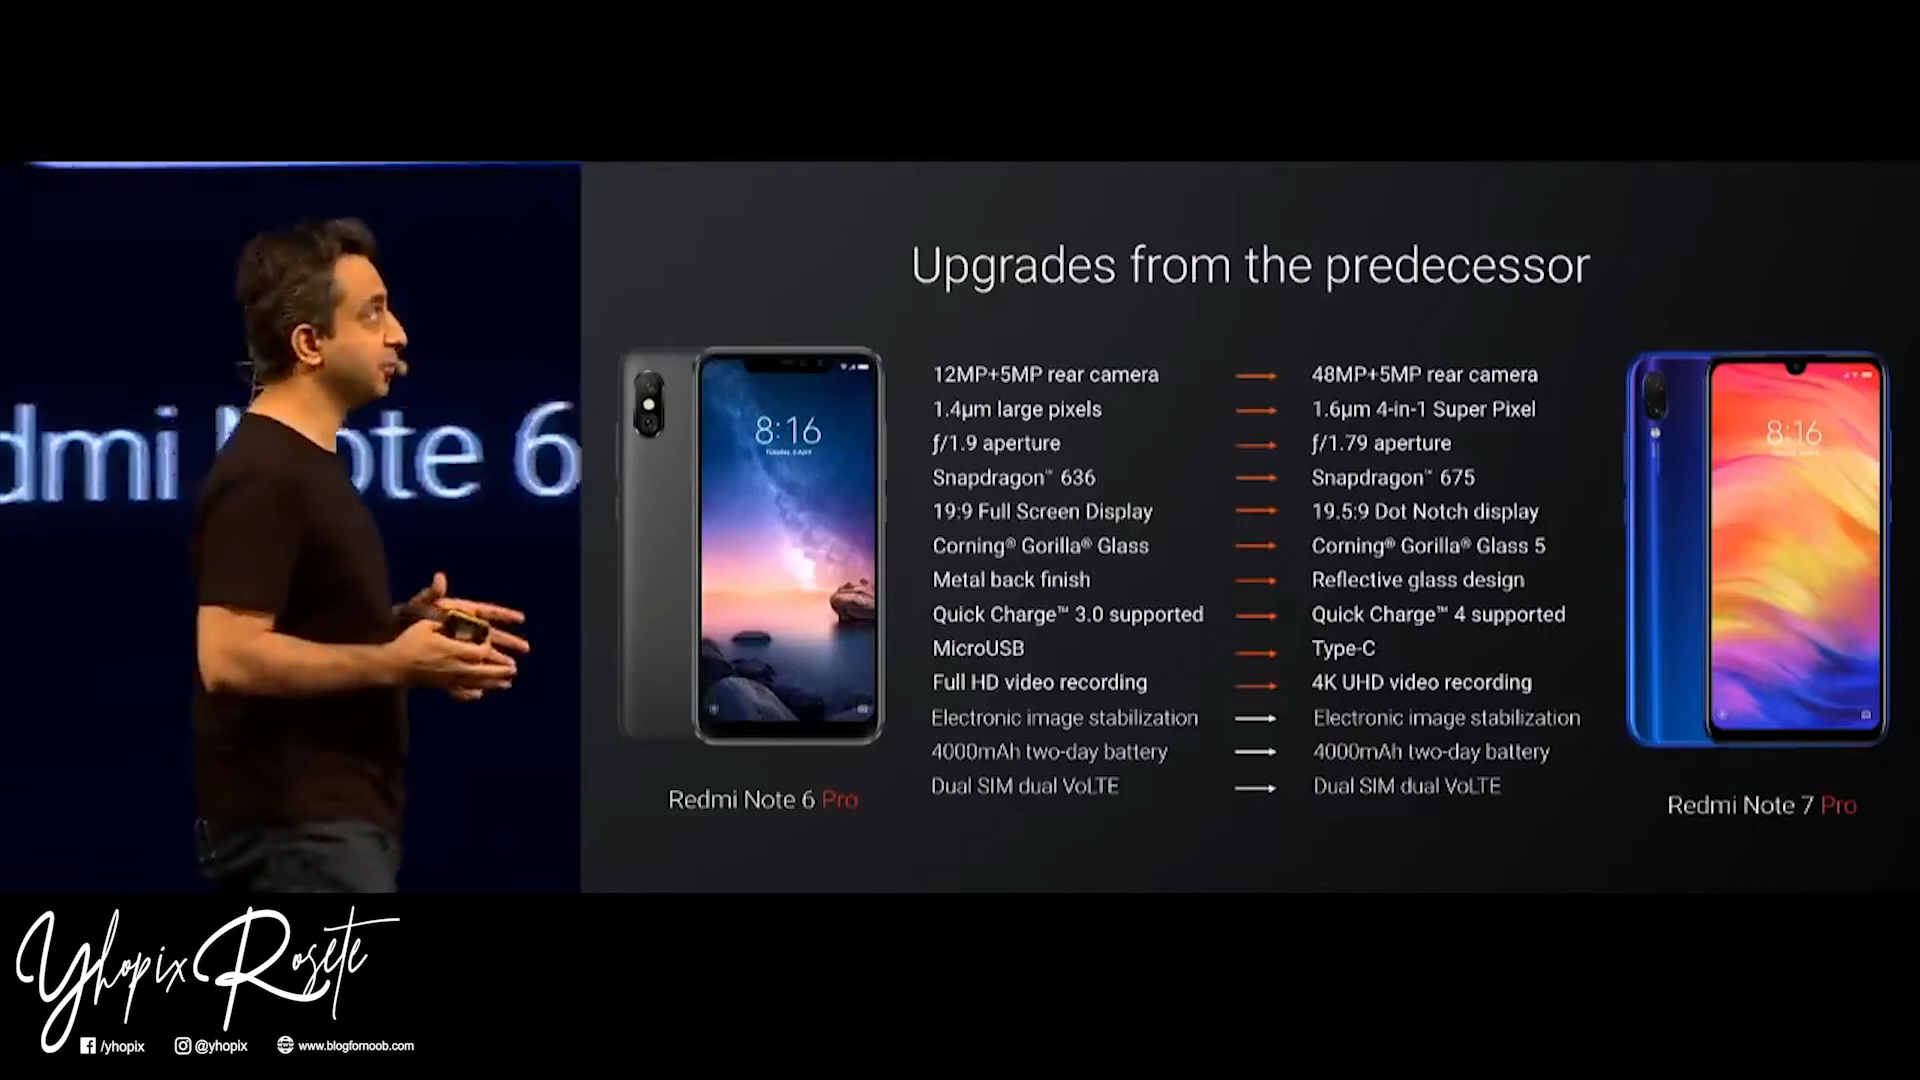 Upgrades from the predecessor
12MP+5MP rear camera → 48MP+5MP rear camera
1.4µm large pixels → 1.6µm 4-in-1 Super Pixel
ƒ/1.9 aperture → ƒ/1.79 aperture
Snapdragon™ 636 → Snapdragon™ 675
19:9 Full Screen Display → 19.5:9 Dot Notch display
Corning® Gorilla® Glass → Corning® Gorilla® Glass 5
Metal back finish → Reflective glass design
Quick Charge™ 3.0 supported → Quick Charge™ 4 supported
MicroUSB → Type-C
Full HD video recording → 4K UHD video recording
Electronic image stabilization → Electronic image stabilization
4000mAh two-day battery → 4000mAh two-day battery
Dual SIM dual VoLTE → Dual SIM dual VoLTE
8:16
Tuesday, 6 April
8:16
Redmi Note 6 Pro
Redmi Note 7 Pro
dmi Note 6
Yhopix Rosete
/yhopix @yhopix www.blogfornoob.com